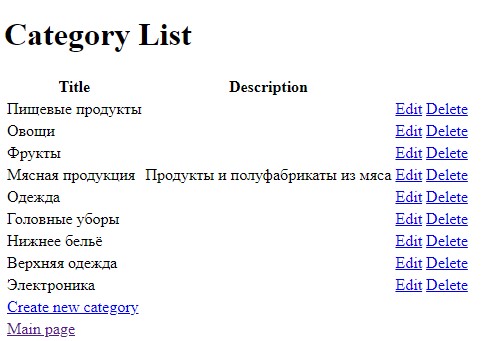 Category List
Title Description
Пищевые продукты Edit Delete
Овощи Edit Delete
Фрукты Edit Delete
Мясная продукция Продукты и полуфабрикаты из мяса Edit Delete
Одежда Edit Delete
Головные уборы Edit Delete
Нижнее бельё Edit Delete
Верхняя одежда Edit Delete
Электроника Edit Delete
Create new category
Main page